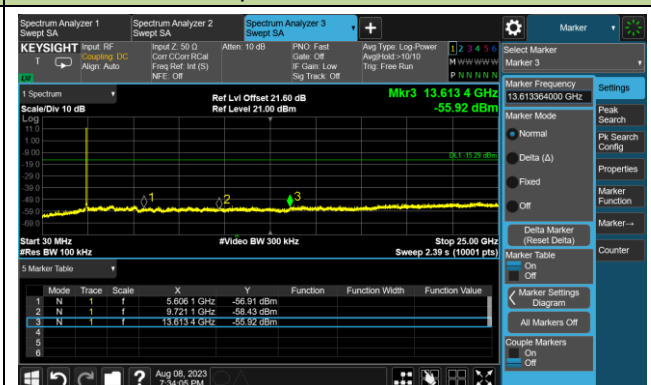 Spectrum Analyzer 1
Swept SA
Spectrum Analyzer 2
Swept SA
Spectrum Analyzer 3
Swept SA
Marker
KEYSIGHT
T
LXI
Input: RF
Coupling: DC
Align: Auto
Input Z: 50 Ω
Corr CCorr RCal
Freq Ref: Int (S)
NFE: Off
Atten: 10 dB
PNO: Fast
Gate: Off
IF Gain: Low
Sig Track: Off
Avg Type: Log-Power
Avg|Hold:>10/10
Trig: Free Run
1 2 3 4 5 6
M W W W W W
P N N N N N
1 Spectrum
Scale/Div 10 dB
Ref Lvl Offset 21.60 dB
Ref Level 21.00 dBm
Mkr3 13.613 4 GHz
-55.92 dBm
Log
11.0
1.00
-9.00
-19.0
-29.0
-39.0
-49.0
-59.0
-69.0
DL1 -15.29 dBm
1
2
3
Start 30 MHz
#Res BW 100 kHz
#Video BW 300 kHz
Stop 25.00 GHz
Sweep 2.39 s (10001 pts)
5 Marker Table
Mode Trace Scale X Y Function Function Width Function Value
1 N 1 f 5.606 1 GHz -56.91 dBm
2 N 1 f 9.721 1 GHz -58.43 dBm
3 N 1 f 13.613 4 GHz -55.92 dBm
4
5
6
Aug 08, 2023
7:34:05 PM
Select Marker
Marker 3
Marker Frequency
13.613364000 GHz
Marker Mode
Normal
Delta (Δ)
Fixed
Off
Delta Marker
(Reset Delta)
Marker Table
On
Off
Marker Settings
Diagram
All Markers Off
Couple Markers
On
Off
Settings
Peak
Search
Pk Search
Config
Properties
Marker
Function
Marker→
Counter